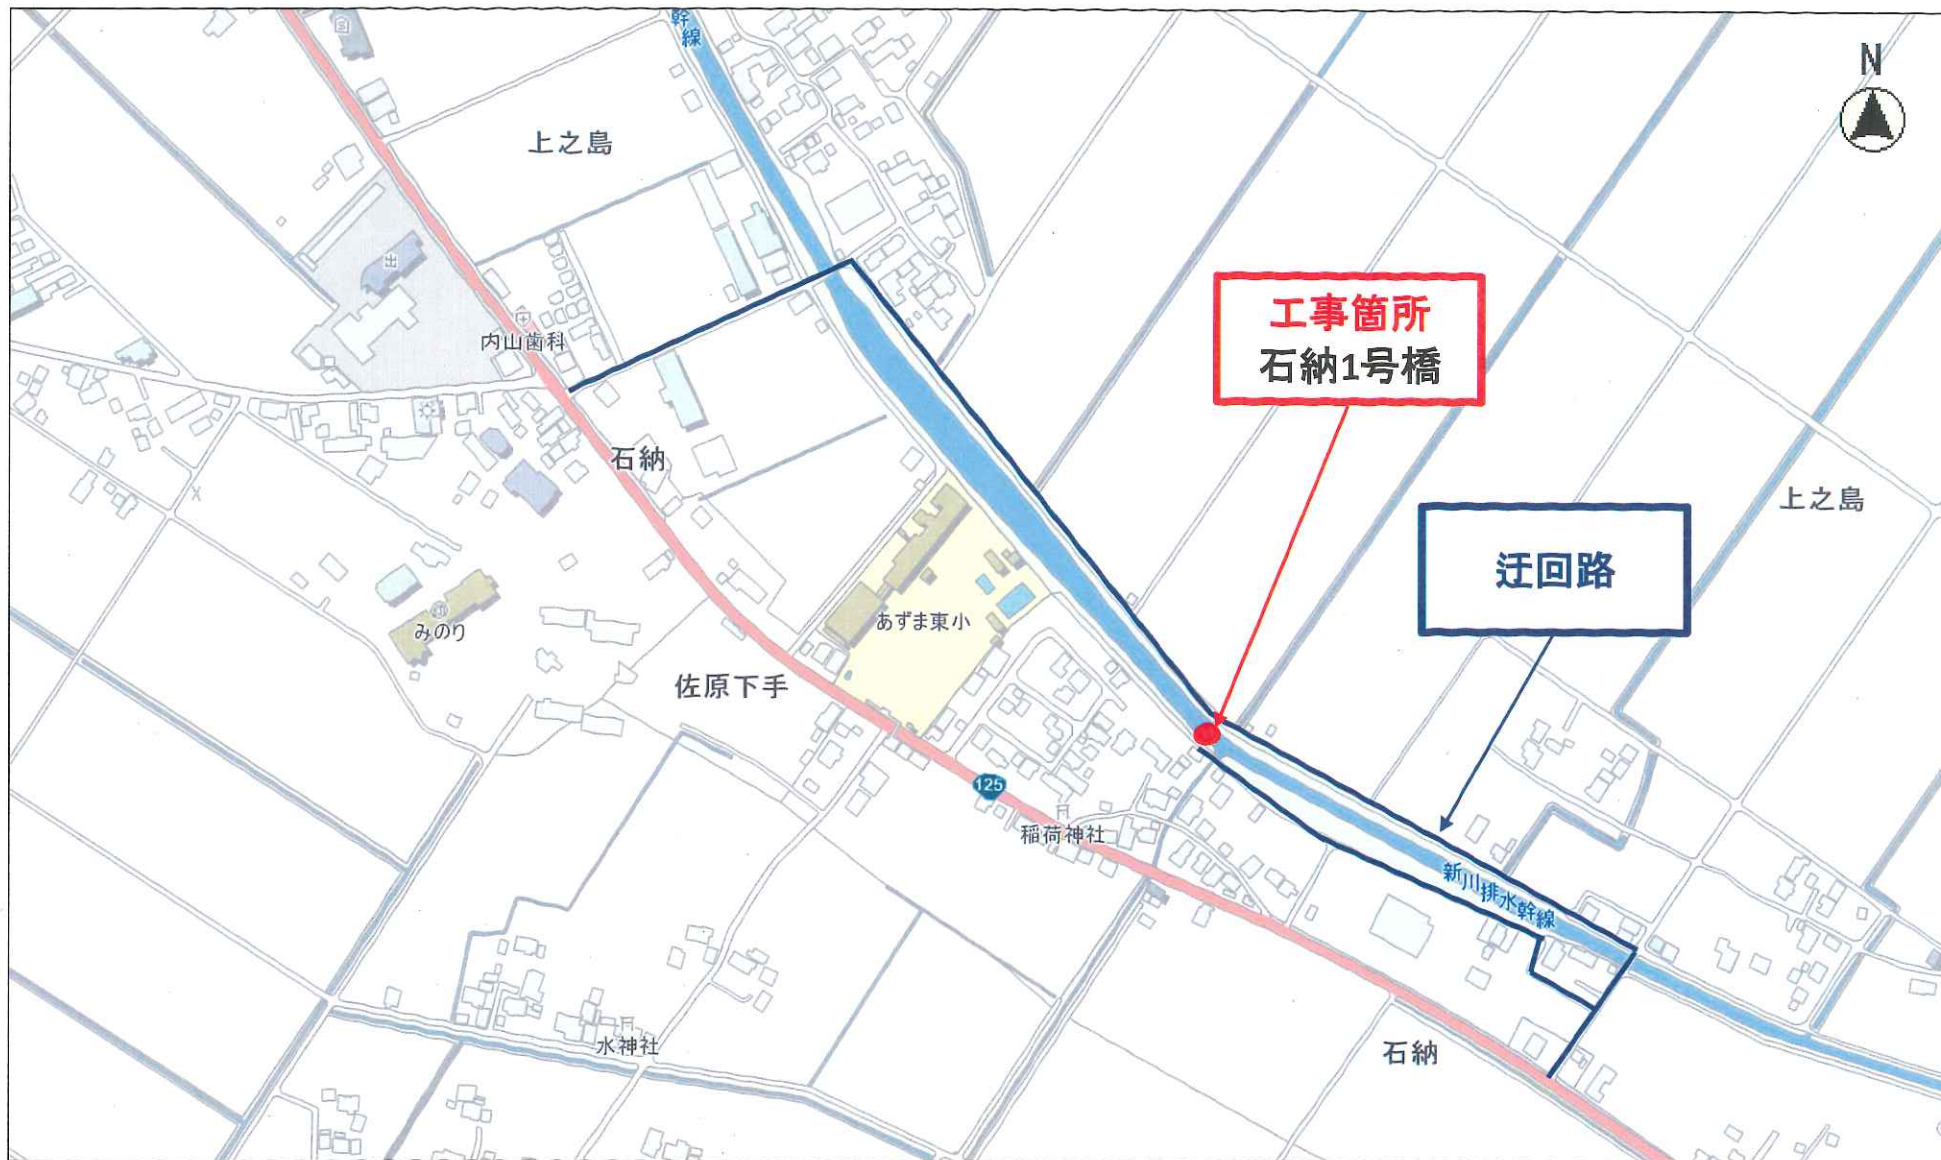 幹線
N
上之島
出
内山歯科
工事箇所
石納1号橋
石納
上之島
迂回路
あずま東小
みのり
佐原下手
125
稲荷神社
新川排水幹線
水神社
石納